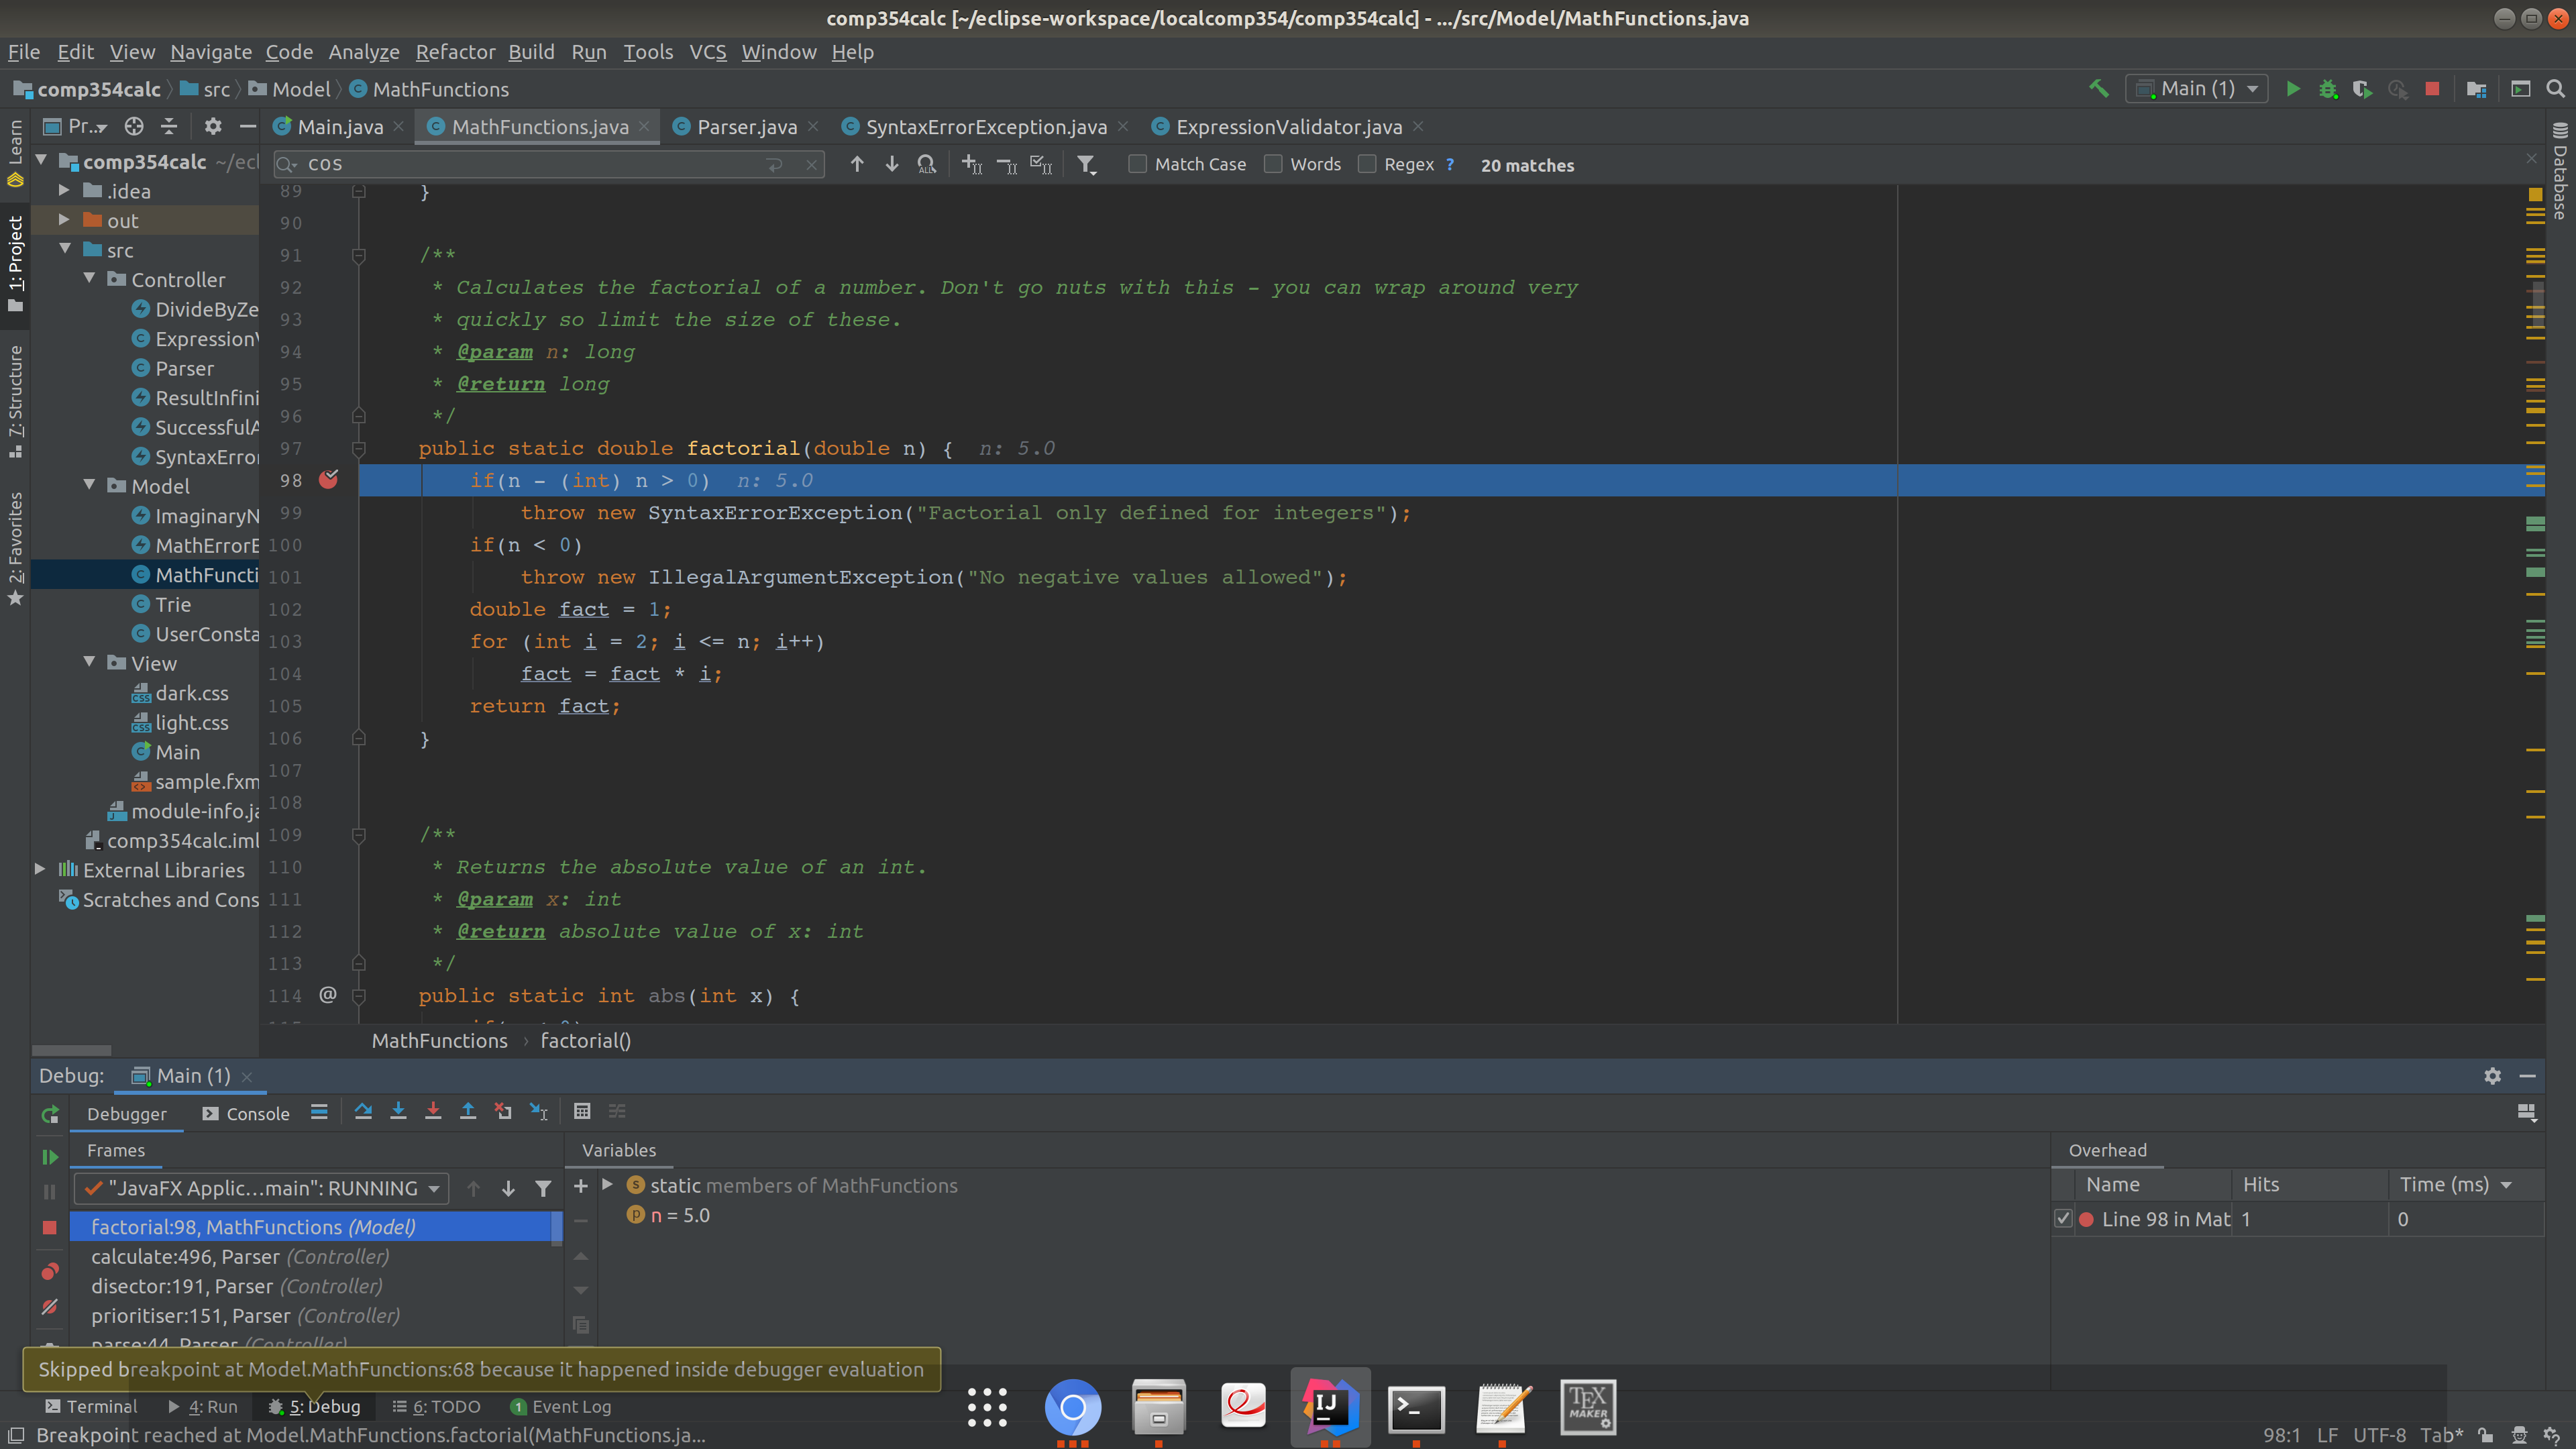 comp354calc [~/eclipse-workspace/localcomp354/comp354calc] - .../src/Model/MathFunctions.java
File Edit View Navigate Code Analyze Refactor Build Run Tools VCS Window Help
comp354calc src Model MathFunctions Main (1)
Pr... Main.java MathFunctions.java Parser.java SyntaxErrorException.java ExpressionValidator.java
cos Match Case Words Regex ? 20 matches
Learn
1: Project
7: Structure
2: Favorites
Database
comp354calc ~/ecl
.idea
out
src
Controller
DivideByZe
ExpressionV
Parser
ResultInfini
SuccessfulA
SyntaxError
Model
ImaginaryN
MathErrorE
MathFuncti
Trie
UserConsta
View
dark.css
light.css
Main
sample.fxm
module-info.ja
comp354calc.iml
External Libraries
Scratches and Cons
89 }
90
91 /**
92 * Calculates the factorial of a number. Don't go nuts with this - you can wrap around very
93 * quickly so limit the size of these.
94 * @param n: long
95 * @return long
96 */
97 public static double factorial(double n) { n: 5.0
98 if(n - (int) n > 0) n: 5.0
99 throw new SyntaxErrorException("Factorial only defined for integers");
100 if(n < 0)
101 throw new IllegalArgumentException("No negative values allowed");
102 double fact = 1;
103 for (int i = 2; i <= n; i++)
104 fact = fact * i;
105 return fact;
106 }
107
108
109 /**
110 * Returns the absolute value of an int.
111 * @param x: int
112 * @return absolute value of x: int
113 */
114 @ public static int abs(int x) {
MathFunctions › factorial()
Debug: Main (1)
Debugger Console
Frames Variables Overhead
"JavaFX Applic...main": RUNNING
factorial:98, MathFunctions (Model)
calculate:496, Parser (Controller)
disector:191, Parser (Controller)
prioritiser:151, Parser (Controller)
parse:44, Parser (Controller)
static members of MathFunctions
n = 5.0
Name Hits Time (ms)
Line 98 in Mat 1 0
Skipped breakpoint at Model.MathFunctions:68 because it happened inside debugger evaluation
Terminal 4: Run 5: Debug 6: TODO 1 Event Log
IJ
TEX
MAKER
Breakpoint reached at Model.MathFunctions.factorial(MathFunctions.ja... 98:1 LF UTF-8 Tab*